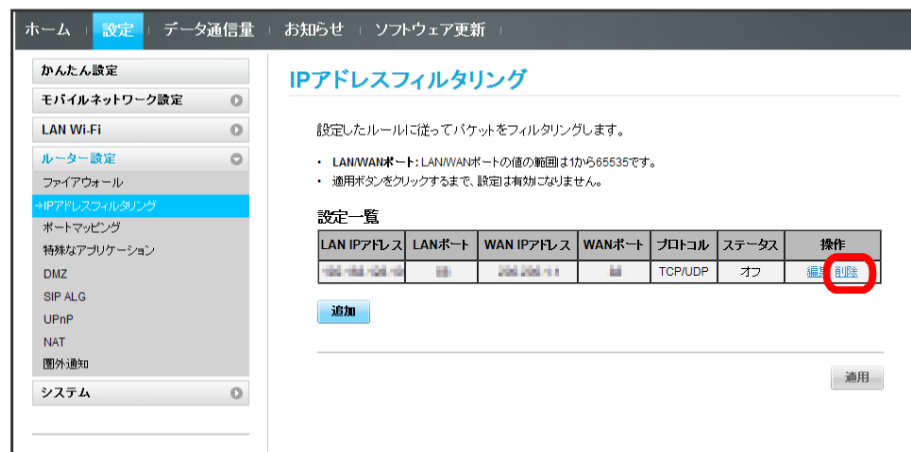 ホーム 設定 データ通信量 お知らせ ソフトウェア更新
かんたん設定
モバイルネットワーク設定
LAN Wi-Fi
ルーター設定
ファイアウォール
→IPアドレスフィルタリング
ポートマッピング
特殊なアプリケーション
DMZ
SIP ALG
UPnP
NAT
圏外通知
システム
IPアドレスフィルタリング
設定したルールに従ってパケットをフィルタリングします。
・ LAN/WANポート: LAN/WANポートの値の範囲は1から65535です。
・ 適用ボタンをクリックするまで、設定は有効になりません。
設定一覧
LAN IPアドレス LANポート WAN IPアドレス WANポート プロトコル ステータス 操作
TCP/UDP オフ 編集 削除
追加
適用